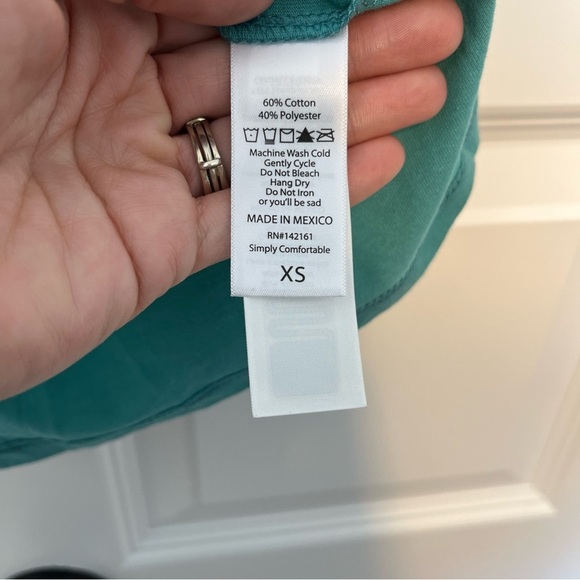 60% Cotton
40% Polyester
Machine Wash Cold
Gently Cycle
Do Not Bleach
Hang Dry
Do Not Iron
or you'll be sad
MADE IN MEXICO
RN#142161
Simply Comfortable
XS